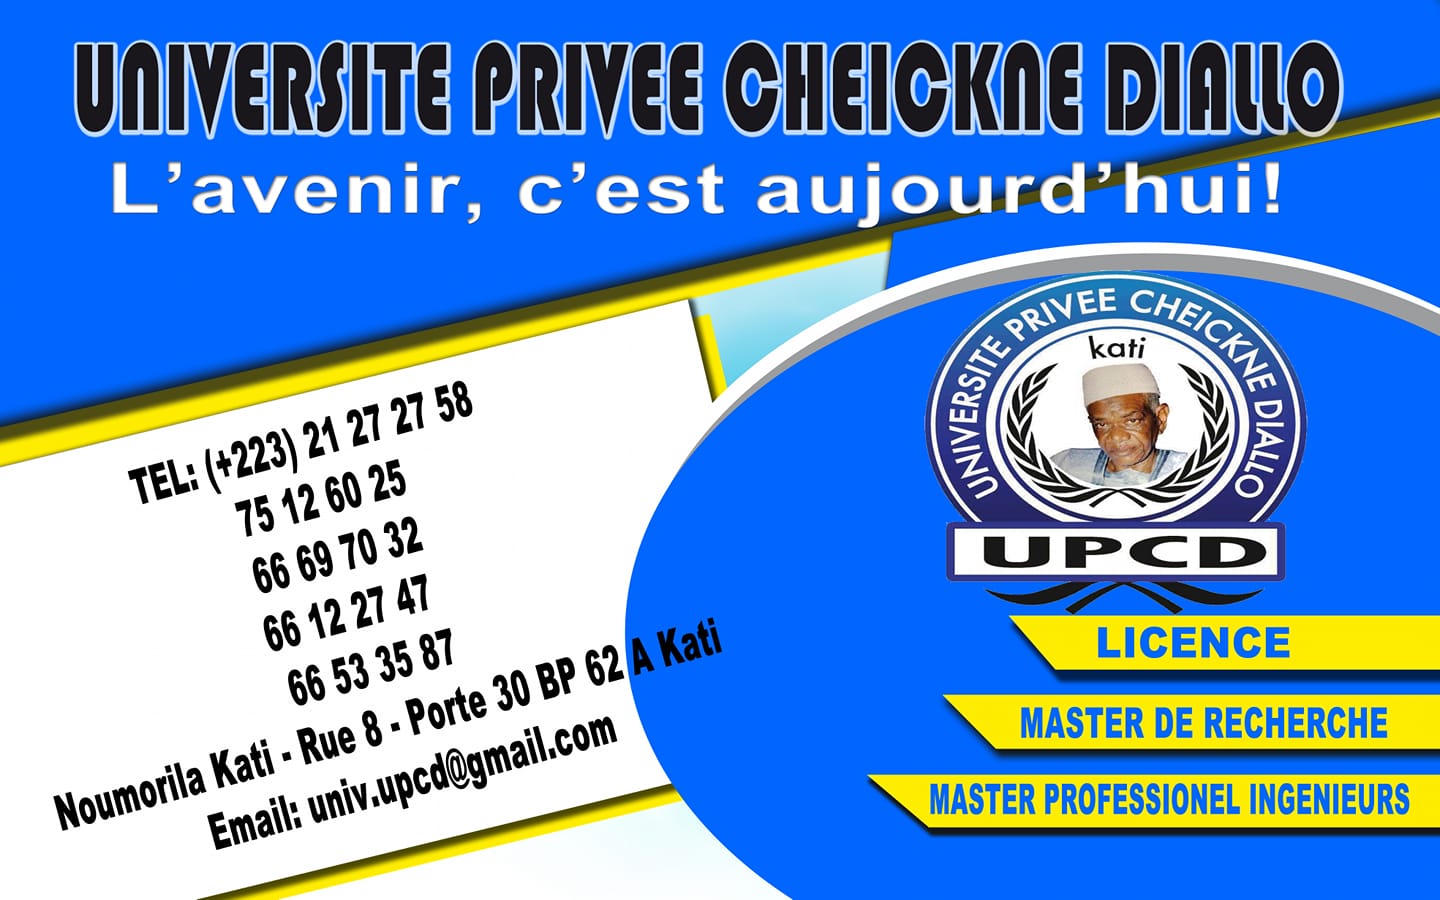 UNIVERSITE PRIVEE CHEICKNE DIALLO
L'avenir, c'est aujourd'hui!
TEL: (+223) 21 27 27 58
75 12 60 25
66 69 70 32
66 12 27 47
66 53 35 87
Noumorila Kati - Rue 8 - Porte 30 BP 62 A Kati
Email: univ.upcd@gmail.com
UNIVERSITE PRIVEE CHEICKNE DIALLO
kati
UPCD
LICENCE
MASTER DE RECHERCHE
MASTER PROFESSIONEL INGENIEURS